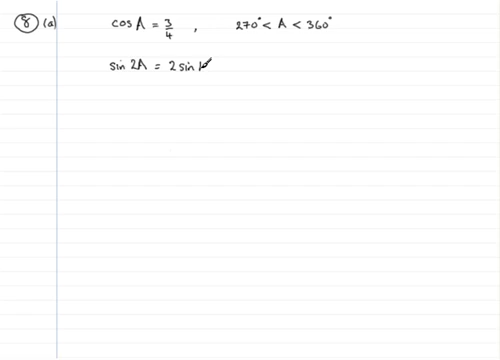 8 (a) cos A = 3/4 , 270° < A < 360°
sin 2A = 2 sin